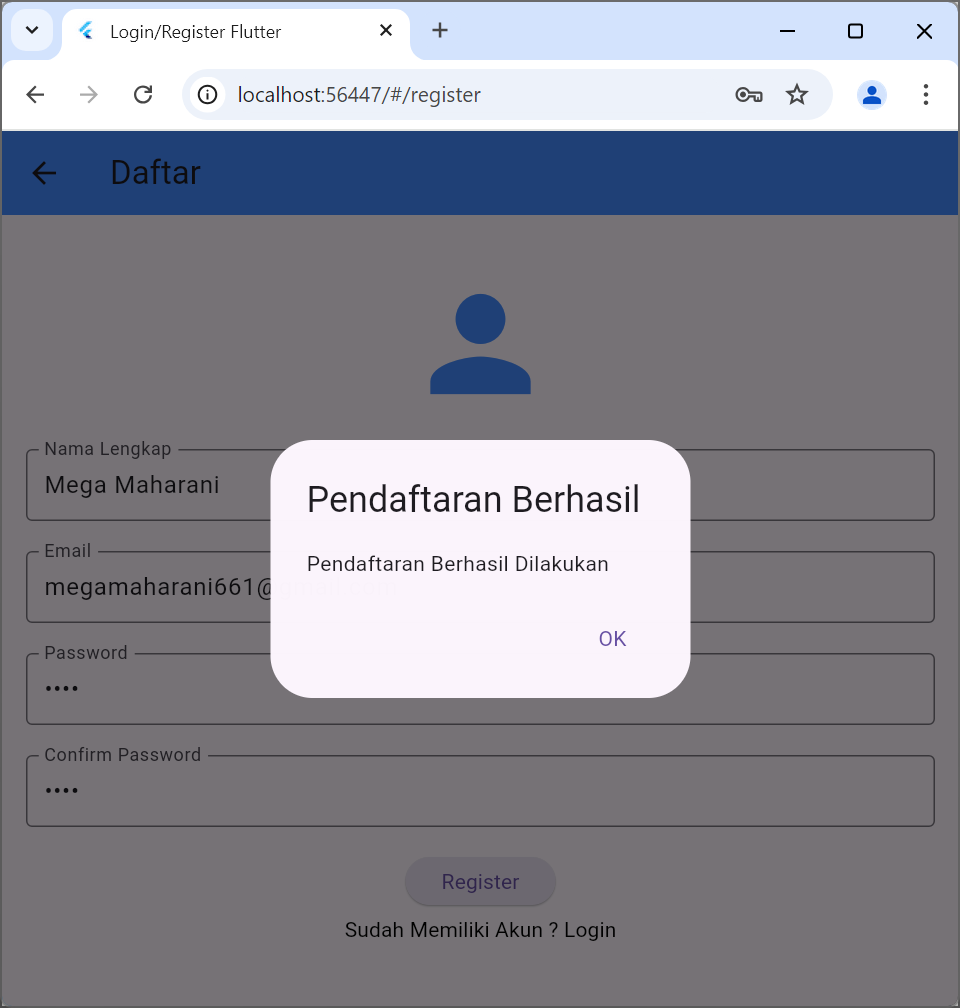 Login/Register Flutter
localhost:56447/#/register
Daftar
Nama Lengkap
Mega Maharani
Pendaftaran Berhasil
Email
Pendaftaran Berhasil Dilakukan
megamaharani661@
OK
Password
••••
Confirm Password
••••
Register
Sudah Memiliki Akun ? Login